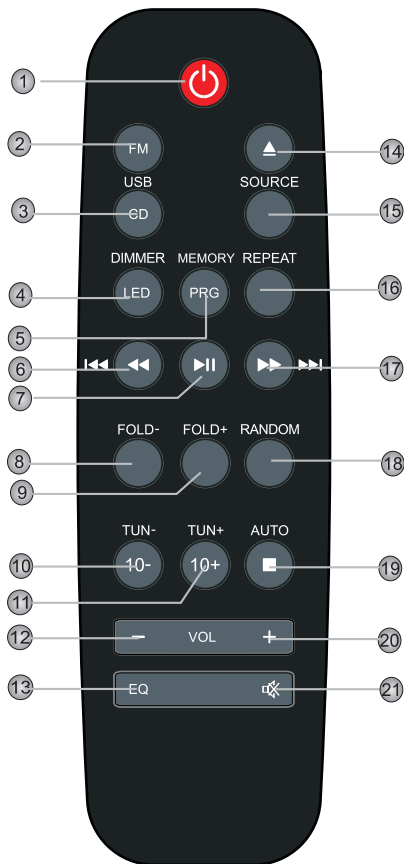 1
2 FM 14
USB SOURCE
3 CD 15
DIMMER MEMORY REPEAT
4 LED PRG 16
5
6 17
7
FOLD- FOLD+ RANDOM
8 18
9
TUN- TUN+ AUTO
10 10- 10+ 19
11
12 - VOL + 20
13 EQ 21